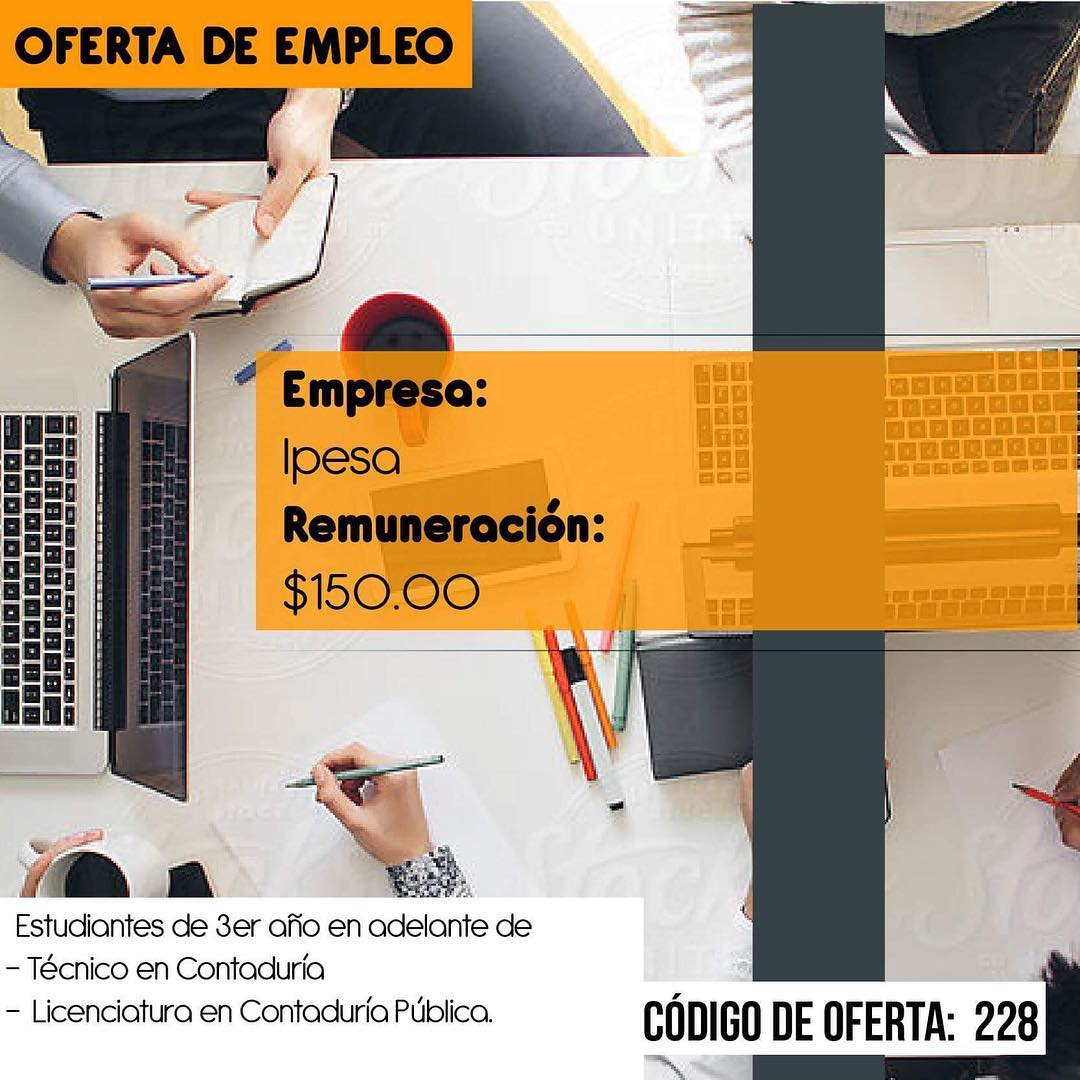 OFERTA DE EMPLEO
Empresa:
Ipesa
Remuneración:
$150.00
Estudiantes de 3er año en adelante de
- Técnico en Contaduría
- Licenciatura en Contaduría Pública.
CÓDIGO DE OFERTA: 228